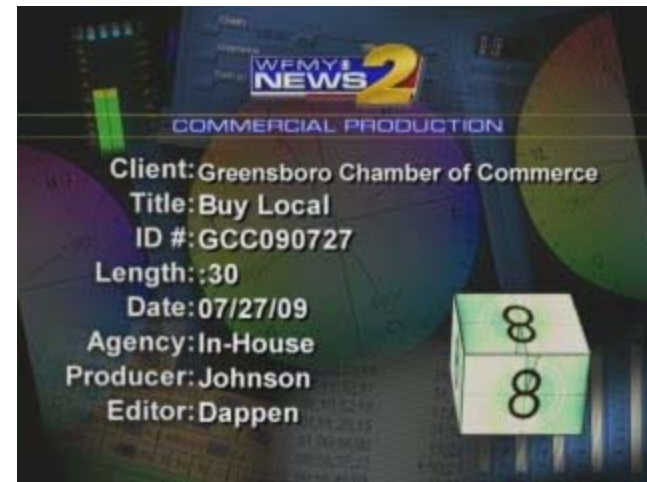 WFMY
NEWS 2
COMMERCIAL PRODUCTION
Client: Greensboro Chamber of Commerce
Title: Buy Local
ID #: GCC090727
Length: :30
Date: 07/27/09
Agency: In-House
Producer: Johnson
Editor: Dappen
8
8